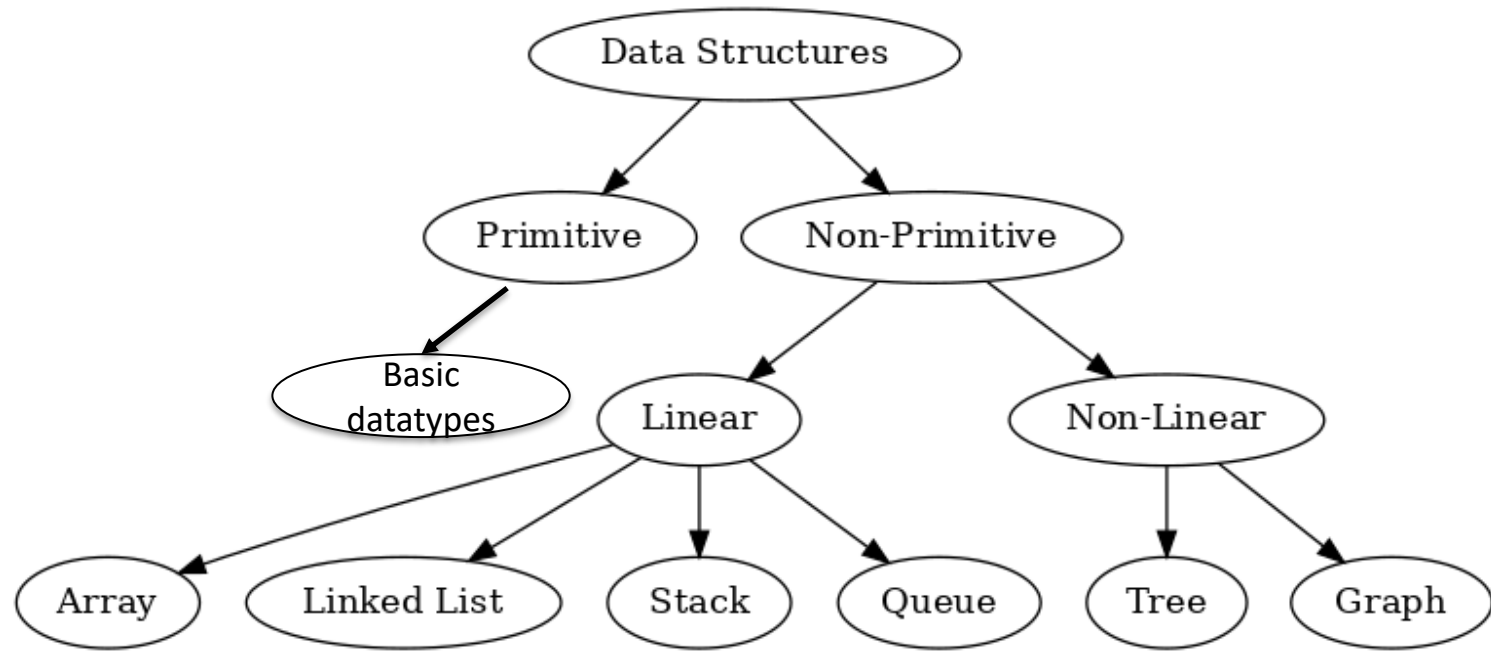 Data Structures
Primitive
Non-Primitive
Basic
datatypes
Linear
Non-Linear
Array
Linked List
Stack
Queue
Tree
Graph